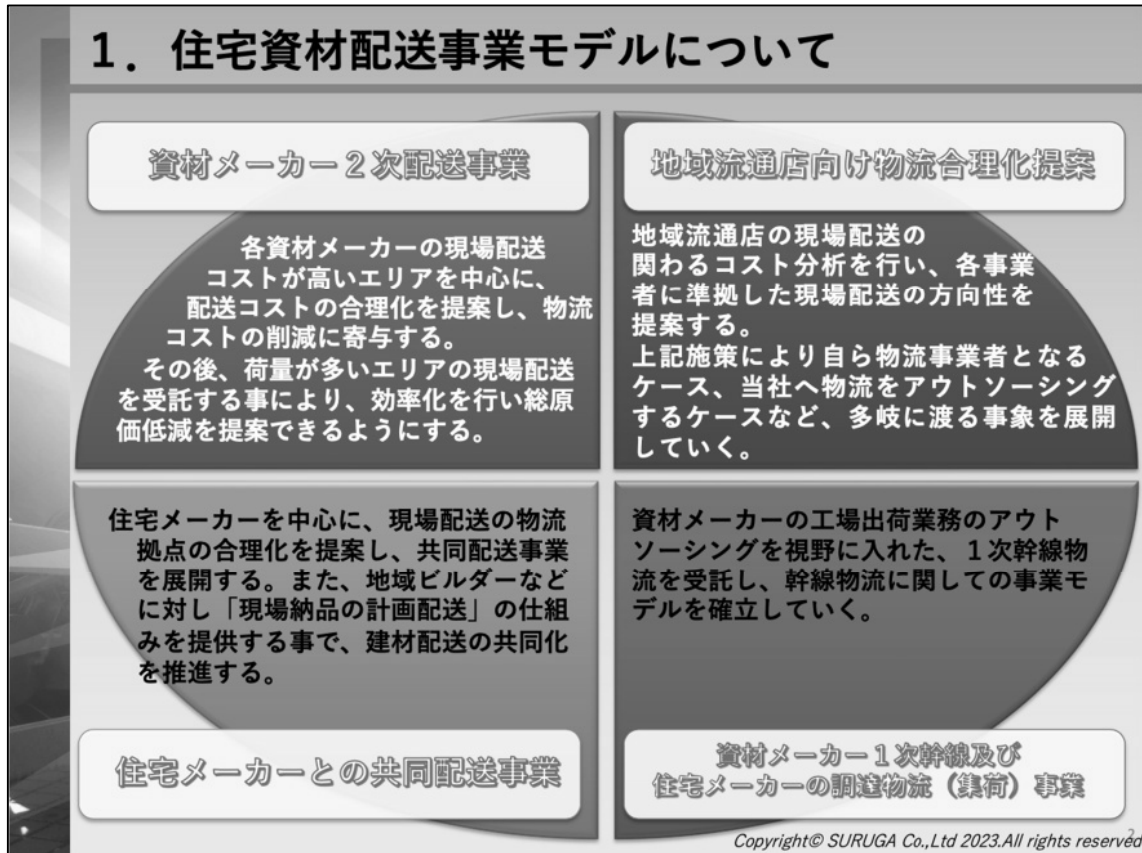 1．住宅資材配送事業モデルについて
資材メーカー２次配送事業
各資材メーカーの現場配送
コストが高いエリアを中心に、
配送コストの合理化を提案し、物流
コストの削減に寄与する。
その後、荷量が多いエリアの現場配送
を受託する事により、効率化を行い総原
価低減を提案できるようにする。
地域流通店向け物流合理化提案
地域流通店の現場配送の
関わるコスト分析を行い、各事業
者に準拠した現場配送の方向性を
提案する。
上記施策により自ら物流事業者となる
ケース、当社へ物流をアウトソーシング
するケースなど、多岐に渡る事象を展開
していく。
住宅メーカーを中心に、現場配送の物流
拠点の合理化を提案し、共同配送事業
を展開する。また、地域ビルダーなど
に対し「現場納品の計画配送」の仕組
みを提供する事で、建材配送の共同化
を推進する。
住宅メーカーとの共同配送事業
資材メーカーの工場出荷業務のアウト
ソーシングを視野に入れた、１次幹線物
流を受託し、幹線物流に関しての事業モ
デルを確立していく。
資材メーカー１次幹線及び
住宅メーカーの調達物流（集荷）事業
Copyright© SURUGA Co.,Ltd 2023.All rights reserved
2